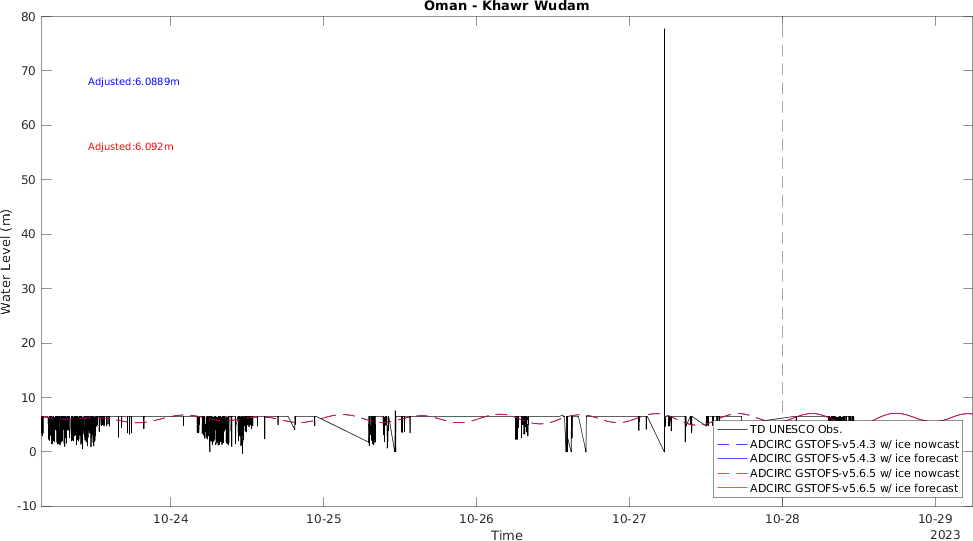 Oman - Khawr Wudam
80
70
60
50
40
30
20
10
0
-10
Water Level (m)
Adjusted:6.0889m
Adjusted:6.092m
TD UNESCO Obs.
ADCIRC GSTOFS-v5.4.3 w/ ice nowcast
ADCIRC GSTOFS-v5.4.3 w/ ice forecast
ADCIRC GSTOFS-v5.6.5 w/ ice nowcast
ADCIRC GSTOFS-v5.6.5 w/ ice forecast
10-24 10-25 10-26 10-27 10-28 10-29
Time
2023